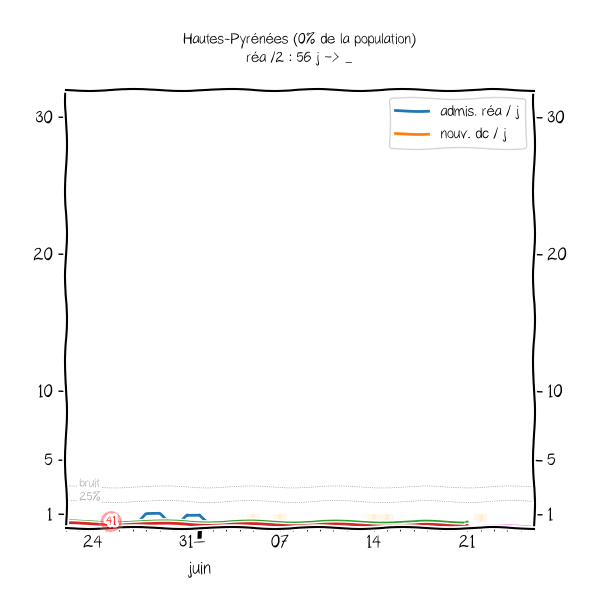 Hautes-Pyrénées (0% de la population)
réa /2 : 56 j -> _
admis. réa / j
nouv. dc / j
30
30
20
20
10
10
5
5
bruit
25%
1
41
1
24
31
07
14
21
juin